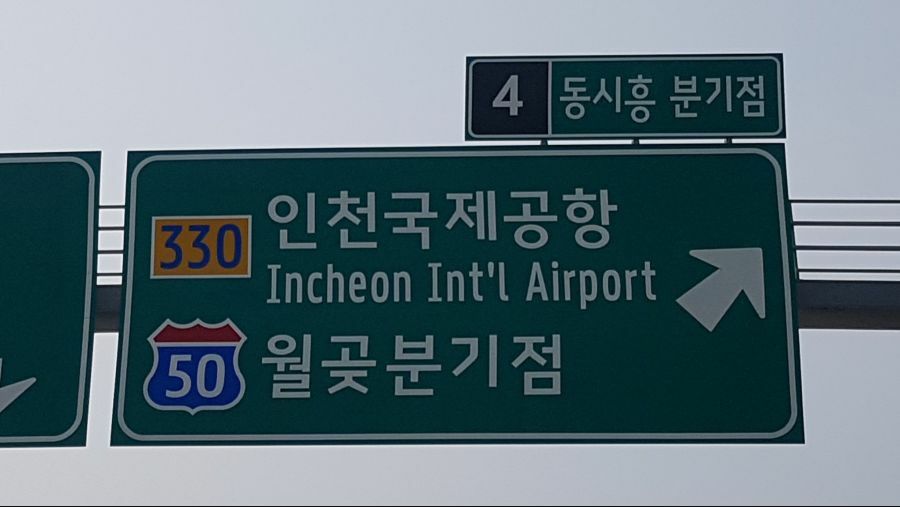 4 동시흥 분기점
330 인천국제공항
Incheon Int'l Airport
50 월곶분기점